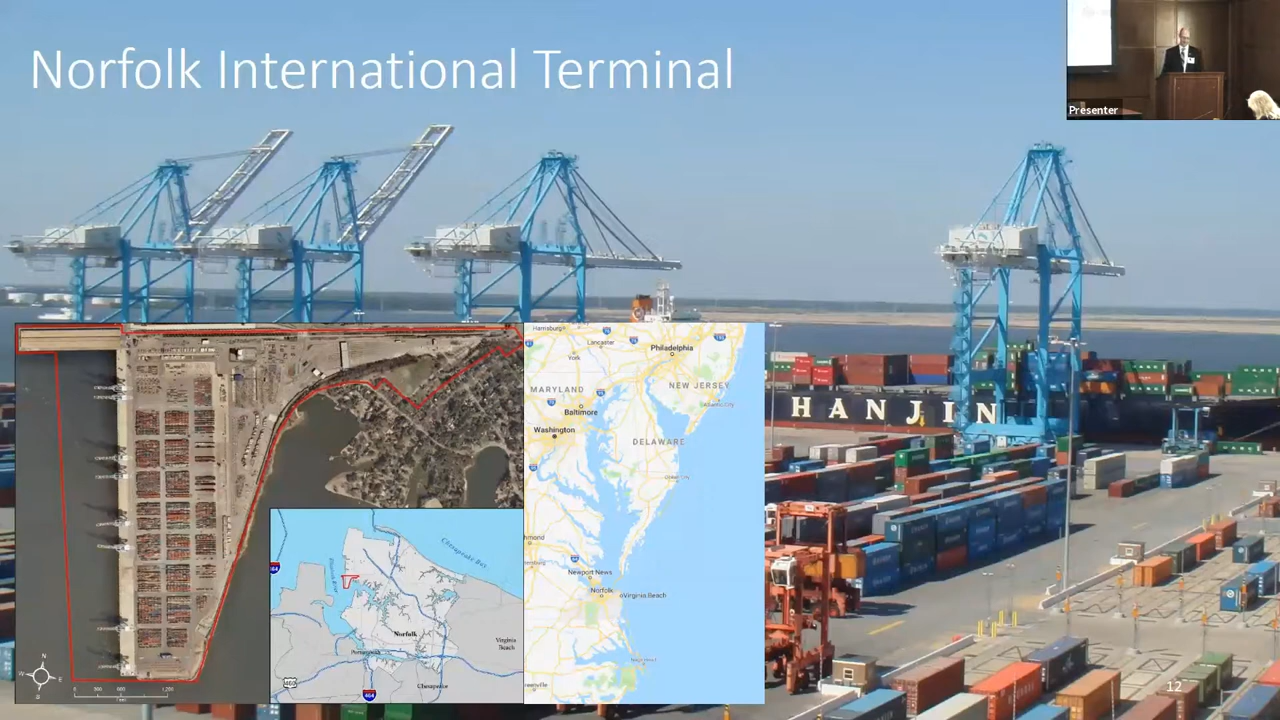 Norfolk International Terminal
Presenter
HANJIN
Harrisburg
Lancaster
York
Philadelphia
MARYLAND
NEW JERSEY
Baltimore
Washington
DELAWARE
Newport News
Norfolk
Virginia Beach
Chesapeake Bay
Norfolk
Virginia
Beach
Portsmouth
Chesapeake
464
N
W
E
S
12